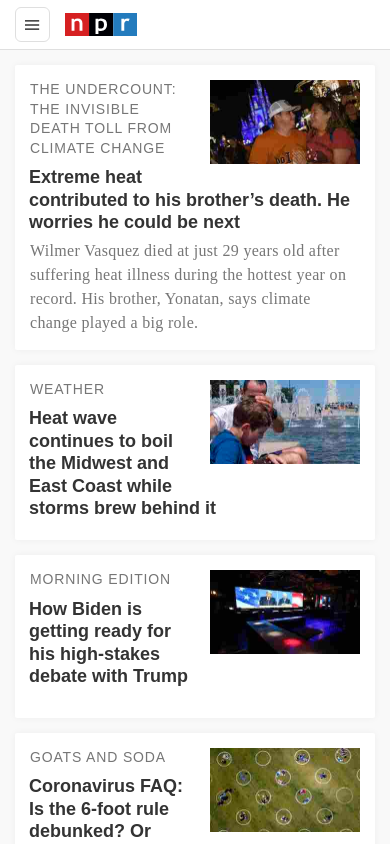 npr
THE UNDERCOUNT:
THE INVISIBLE
DEATH TOLL FROM
CLIMATE CHANGE
Extreme heat
contributed to his brother’s death. He
worries he could be next
Wilmer Vasquez died at just 29 years old after
suffering heat illness during the hottest year on
record. His brother, Yonatan, says climate
change played a big role.
WEATHER
Heat wave
continues to boil
the Midwest and
East Coast while
storms brew behind it
MORNING EDITION
How Biden is
getting ready for
his high-stakes
debate with Trump
GOATS AND SODA
Coronavirus FAQ:
Is the 6-foot rule
debunked? Or